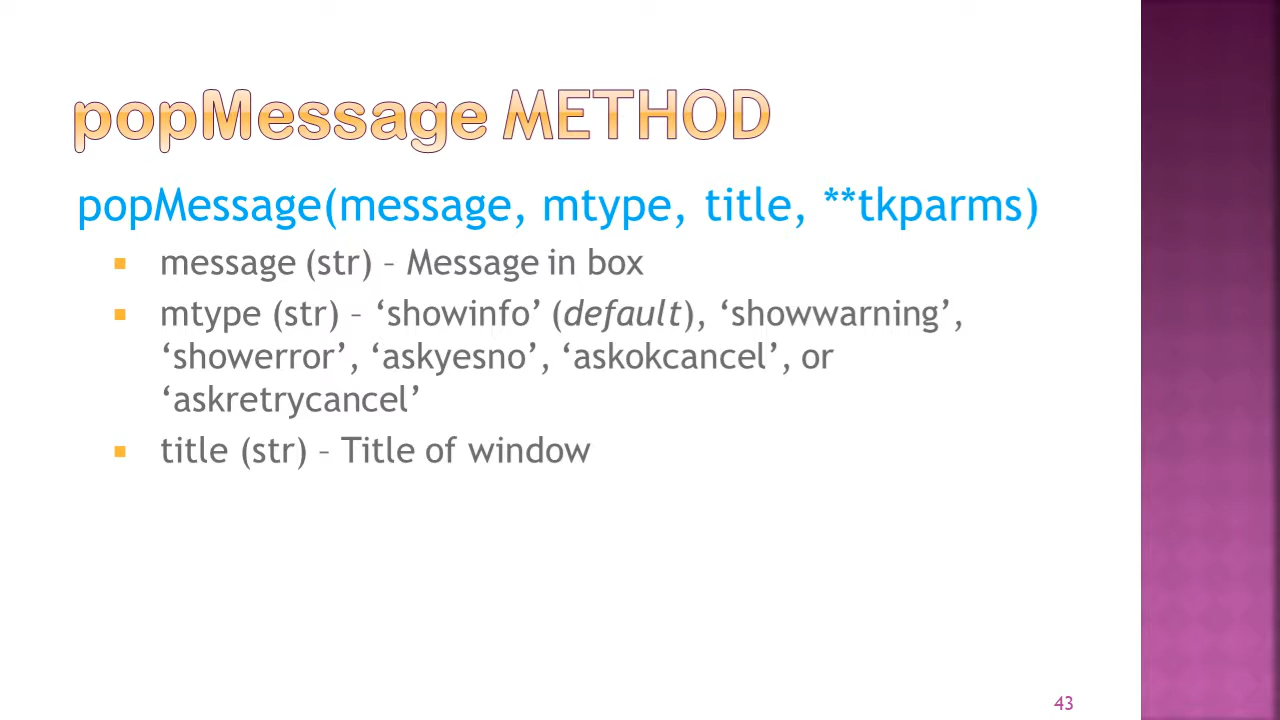 popMessage METHOD
popMessage(message, mtype, title, **tkparms)
▪ message (str) – Message in box
▪ mtype (str) – ‘showinfo’ (default), ‘showwarning’,
‘showerror’, ‘askyesno’, ‘askokcancel’, or
‘askretrycancel’
▪ title (str) – Title of window
43